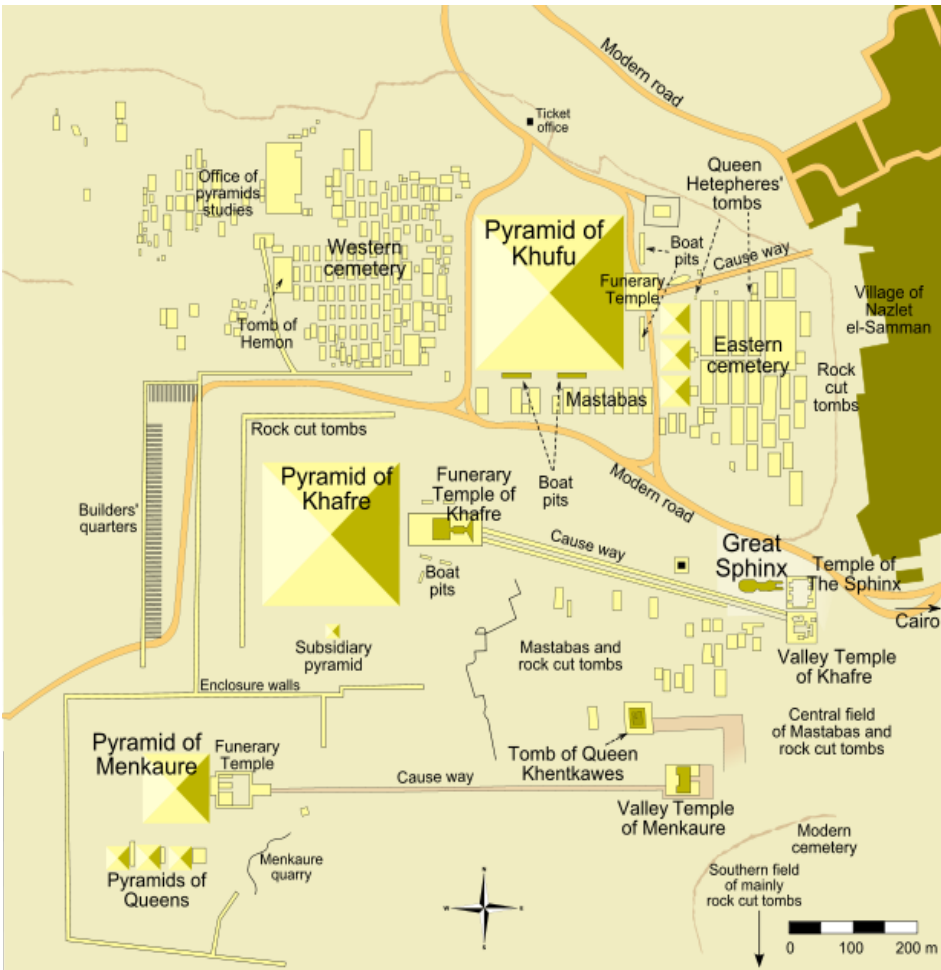 Modern road
Ticket
office
Queen
Hetepheres'
tombs
Office of
pyramids
studies
Western
cemetery
Pyramid of
Khufu
Boat
pits
Cause way
Funerary
Temple
Village of
Nazlet
el-Samman
Tomb of
Hemon
Eastern
cemetery
Rock
cut
tombs
Mastabas
Rock cut tombs
Pyramid of
Khafre
Funerary
Temple of
Khafre
Boat
pits
Modern road
Builders'
quarters
Cause way
Great
Sphinx
Temple of
The Sphinx
Boat
pits
Cairo
Subsidiary
pyramid
Mastabas and
rock cut tombs
Valley Temple
of Khafre
Enclosure walls
Central field
of Mastabas and
rock cut tombs
Pyramid of
Menkaure
Funerary
Temple
Tomb of Queen
Khentkawes
Cause way
Valley Temple
of Menkaure
Modern
cemetery
Menkaure
quarry
Pyramids of
Queens
Southern field
of mainly
rock cut tombs
N
W E
S
0 100 200 m